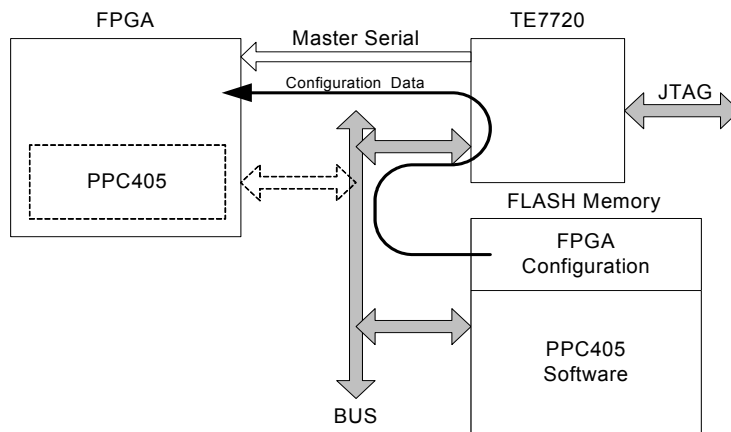 FPGA
TE7720
Master Serial
Configuration Data
JTAG
PPC405
FLASH Memory
FPGA
Configuration
PPC405
Software
BUS